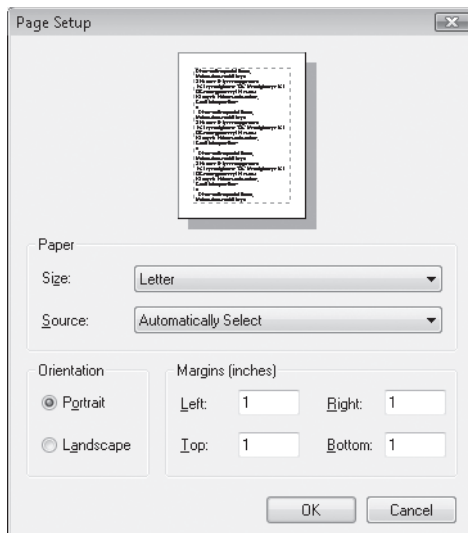 Page Setup
Paper
Size: Letter
Source: Automatically Select
Orientation
Portrait
Landscape
Margins (inches)
Left: 1 Right: 1
Top: 1 Bottom: 1
OK Cancel